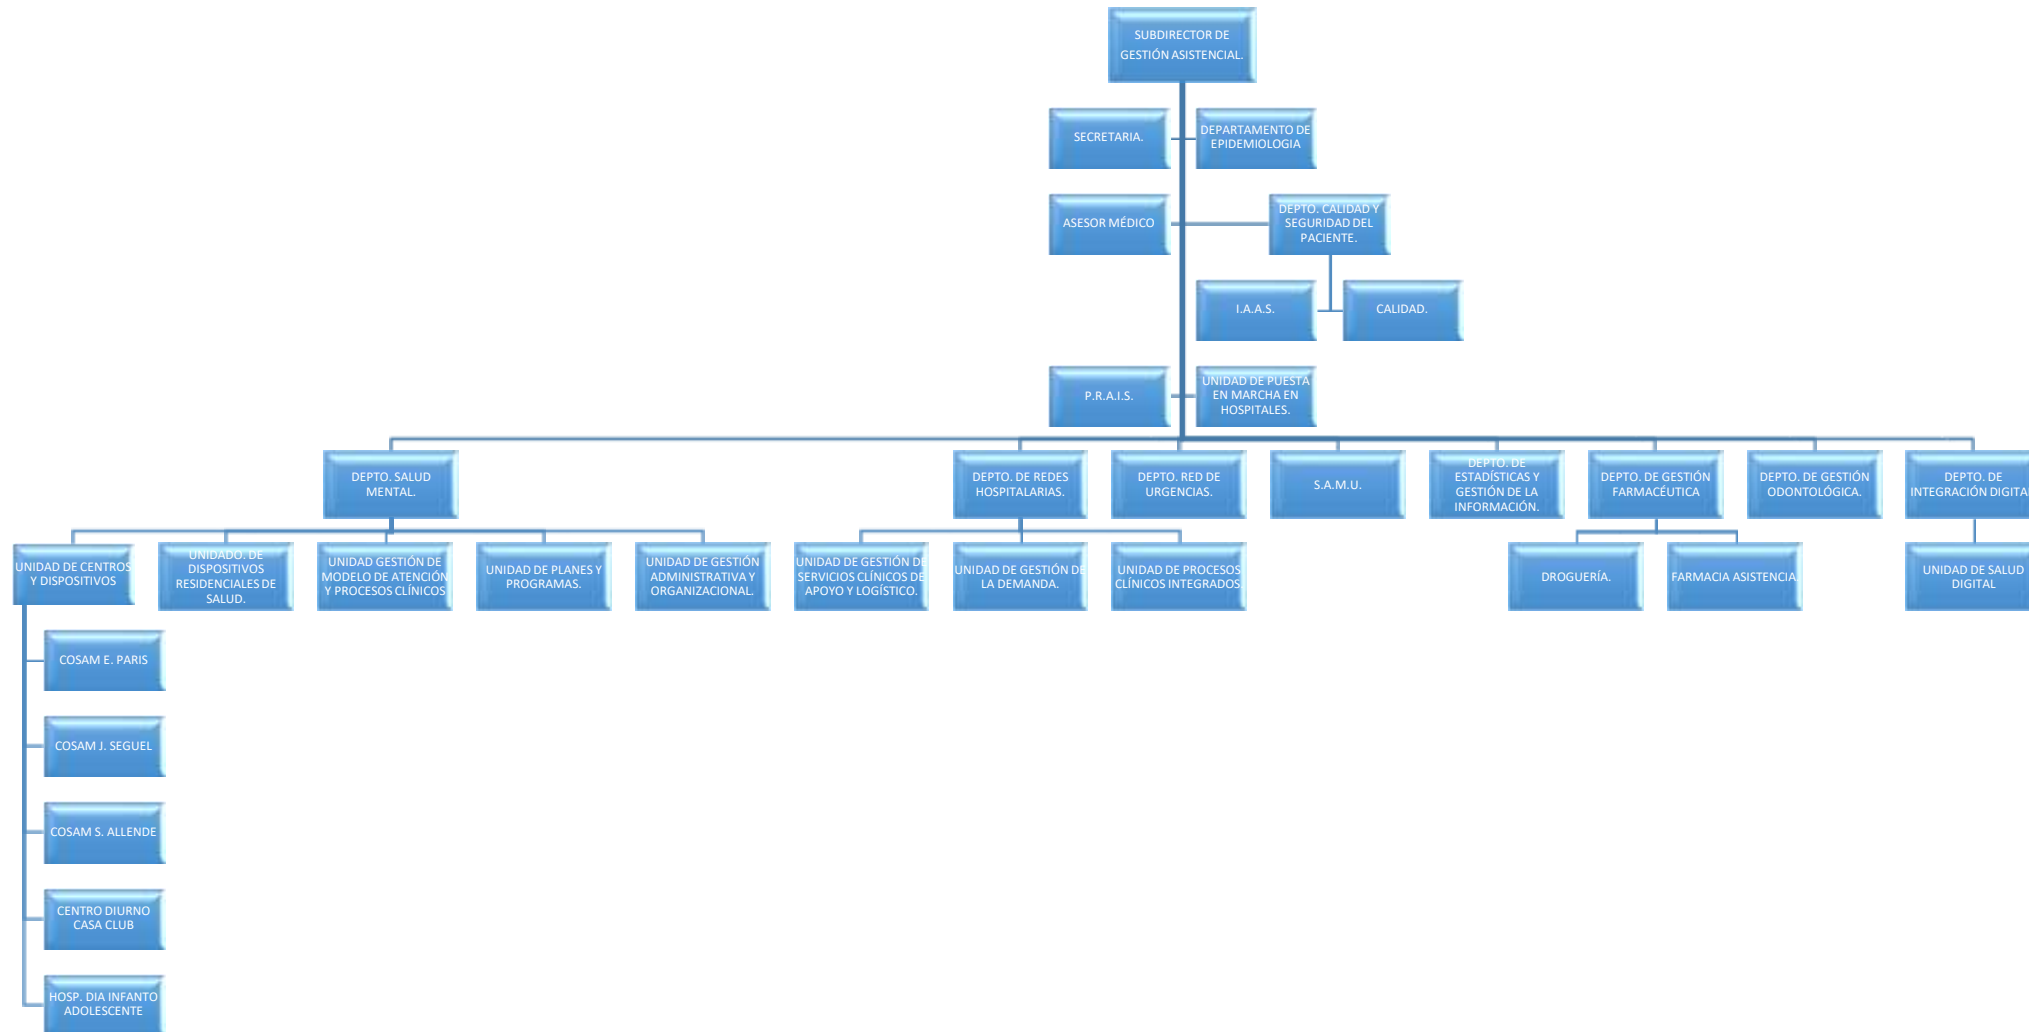 SUBDIRECTOR DE
GESTIÓN ASISTENCIAL.
SECRETARIA.
DEPARTAMENTO DE
EPIDEMIOLOGIA
ASESOR MÉDICO
DEPTO. CALIDAD Y
SEGURIDAD DEL
PACIENTE.
I.A.A.S.
CALIDAD.
P.R.A.I.S.
UNIDAD DE PUESTA
EN MARCHA EN
HOSPITALES.
DEPTO. SALUD
MENTAL.
DEPTO. DE REDES
HOSPITALARIAS.
DEPTO. RED DE
URGENCIAS.
S.A.M.U.
DEPTO. DE
ESTADÍSTICAS Y
GESTIÓN DE LA
INFORMACIÓN.
DEPTO. DE GESTIÓN
FARMACÉUTICA
DEPTO. DE GESTIÓN
ODONTOLÓGICA.
DEPTO. DE
INTEGRACIÓN DIGITAL
UNIDAD DE CENTROS
Y DISPOSITIVOS
UNIDADO. DE
DISPOSITIVOS
RESIDENCIALES DE
SALUD.
UNIDAD GESTIÓN DE
MODELO DE ATENCIÓN
Y PROCESOS CLÍNICOS
UNIDAD DE PLANES Y
PROGRAMAS.
UNIDAD DE GESTIÓN
ADMINISTRATIVA Y
ORGANIZACIONAL.
UNIDAD DE GESTIÓN DE
SERVICIOS CLÍNICOS DE
APOYO Y LOGÍSTICO.
UNIDAD DE GESTIÓN DE
LA DEMANDA.
UNIDAD DE PROCESOS
CLÍNICOS INTEGRADOS
DROGUERÍA.
FARMACIA ASISTENCIA.
UNIDAD DE SALUD
DIGITAL
COSAM E. PARIS
COSAM J. SEGUEL
COSAM S. ALLENDE
CENTRO DIURNO
CASA CLUB
HOSP. DIA INFANTO
ADOLESCENTE